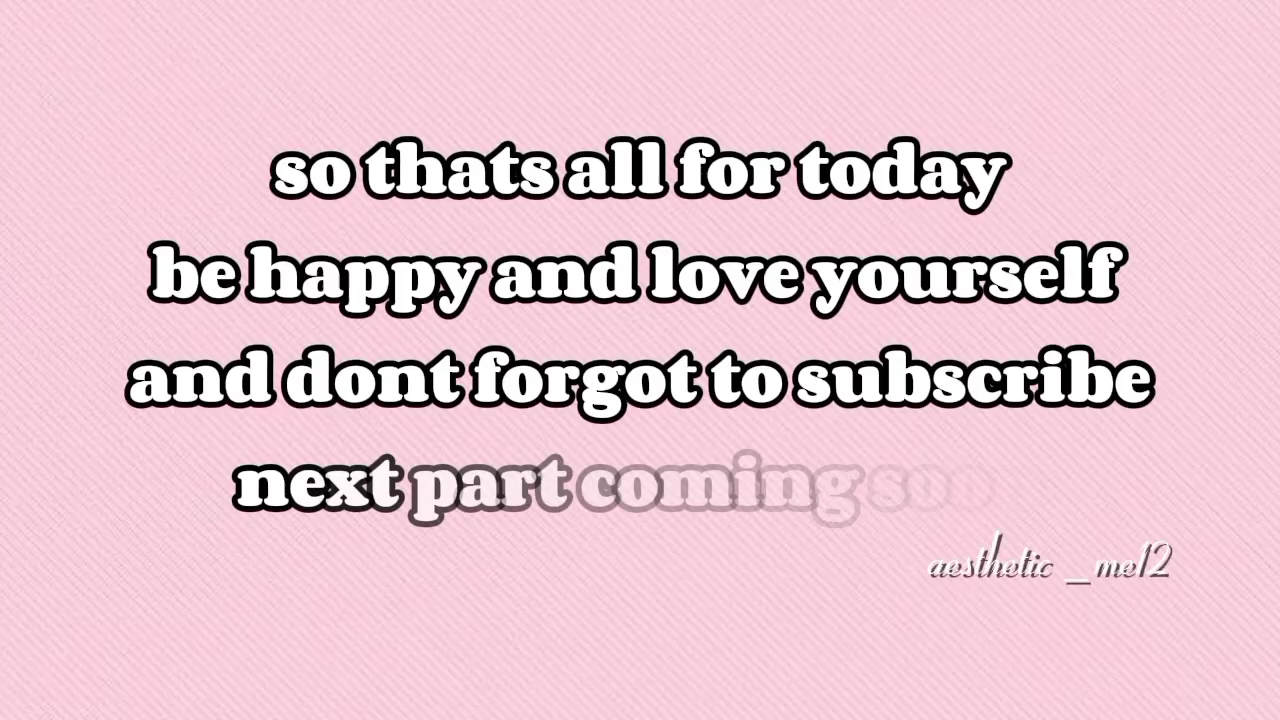 so thats all for today
be happy and love yourself
and dont forgot to subscribe
next part coming so
aesthetic _me12